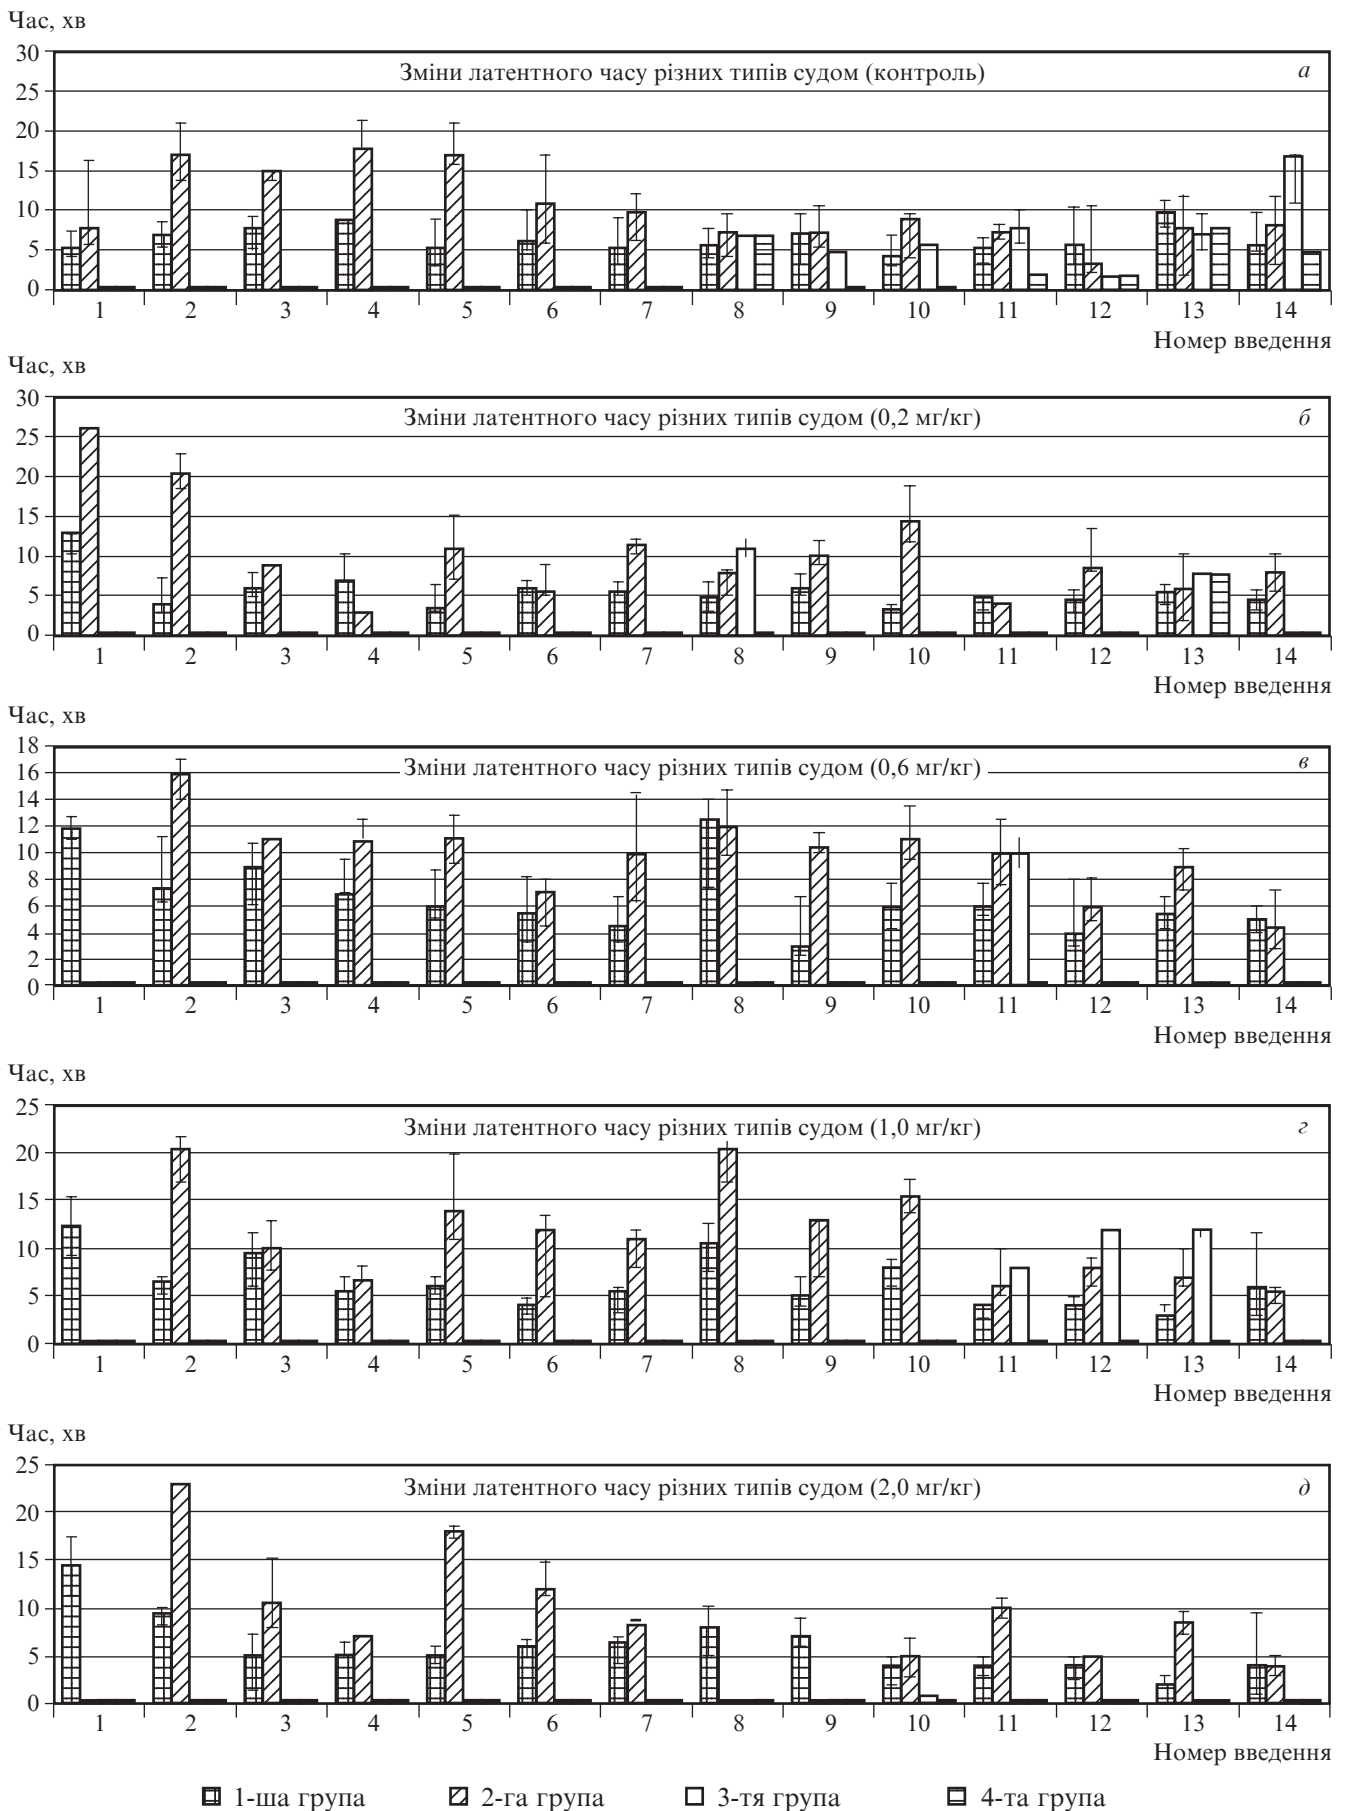 Час, хв
30
Зміни латентного часу різних типів судом (контроль) а
25
20
15
10
5
0
1 2 3 4 5 6 7 8 9 10 11 12 13 14
Номер введення
Час, хв
30
Зміни латентного часу різних типів судом (0,2 мг/кг) б
25
20
15
10
5
0
1 2 3 4 5 6 7 8 9 10 11 12 13 14
Номер введення
Час, хв
18
Зміни латентного часу різних типів судом (0,6 мг/кг) в
16
14
12
10
8
6
4
2
0
1 2 3 4 5 6 7 8 9 10 11 12 13 14
Номер введення
Час, хв
25
Зміни латентного часу різних типів судом (1,0 мг/кг) г
20
15
10
5
0
1 2 3 4 5 6 7 8 9 10 11 12 13 14
Номер введення
Час, хв
25
Зміни латентного часу різних типів судом (2,0 мг/кг) д
20
15
10
5
0
1 2 3 4 5 6 7 8 9 10 11 12 13 14
Номер введення
1-ша група 2-га група 3-тя група 4-та група